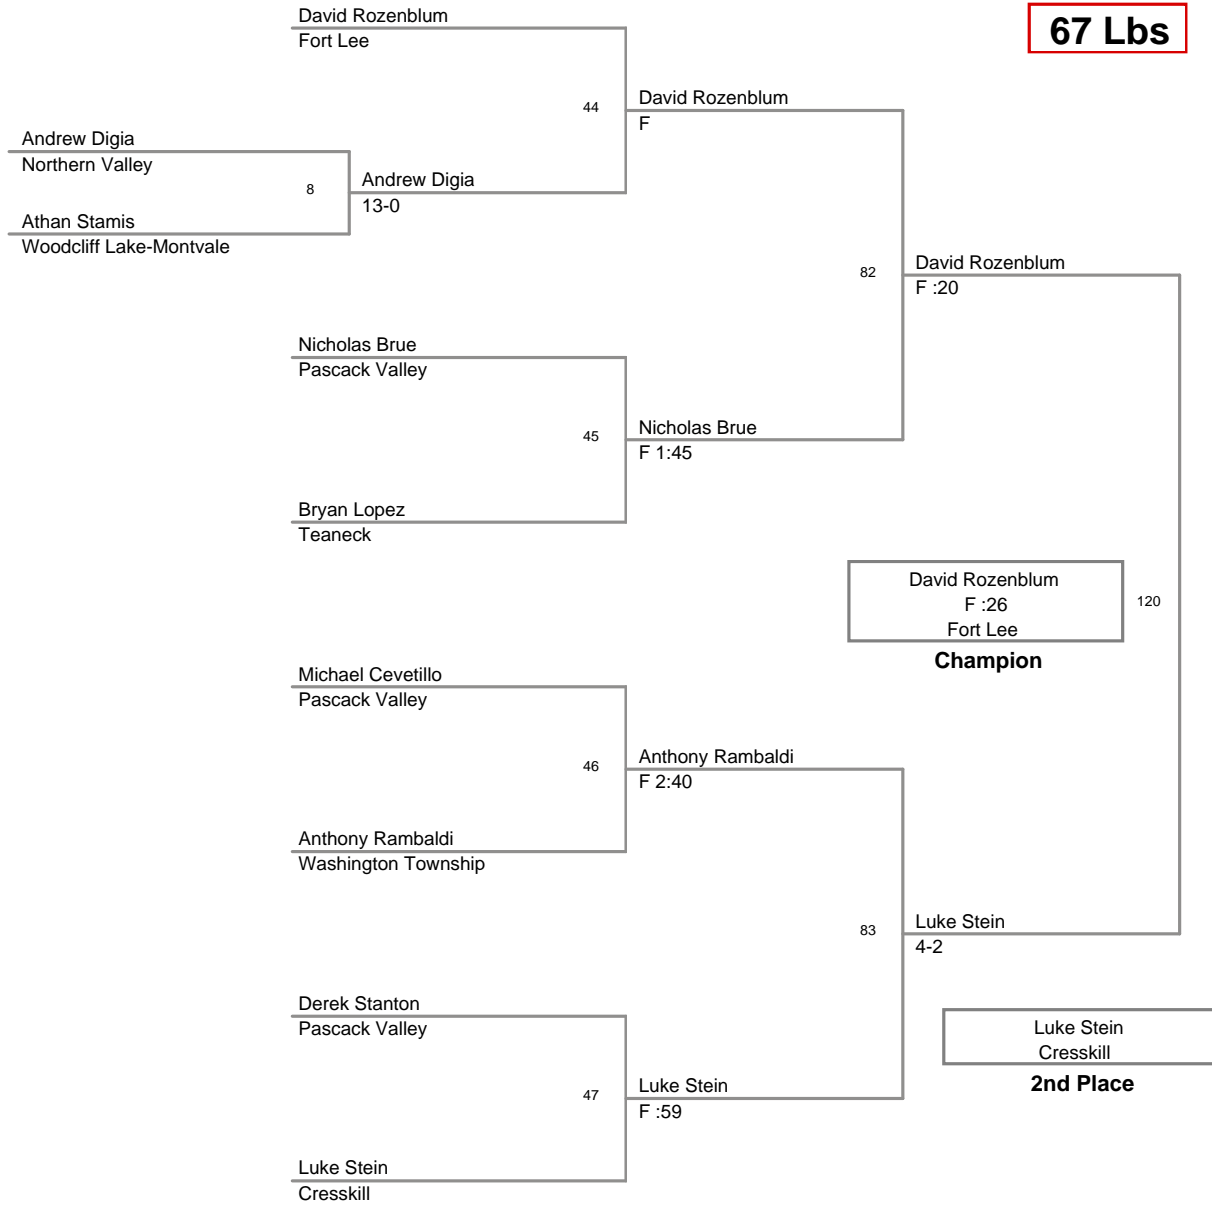 David Rozenblum
Fort Lee
67 Lbs
44
David Rozenblum
F
Andrew Digia
Northern Valley
8
Andrew Digia
13-0
Athan Stamis
Woodcliff Lake-Montvale
82
David Rozenblum
F :20
Nicholas Brue
Pascack Valley
45
Nicholas Brue
F 1:45
Bryan Lopez
Teaneck
David Rozenblum
F :26
Fort Lee
120
Champion
Michael Cevetillo
Pascack Valley
46
Anthony Rambaldi
F 2:40
Anthony Rambaldi
Washington Township
83
Luke Stein
4-2
Derek Stanton
Pascack Valley
Luke Stein
Cresskill
2nd Place
47
Luke Stein
F :59
Luke Stein
Cresskill